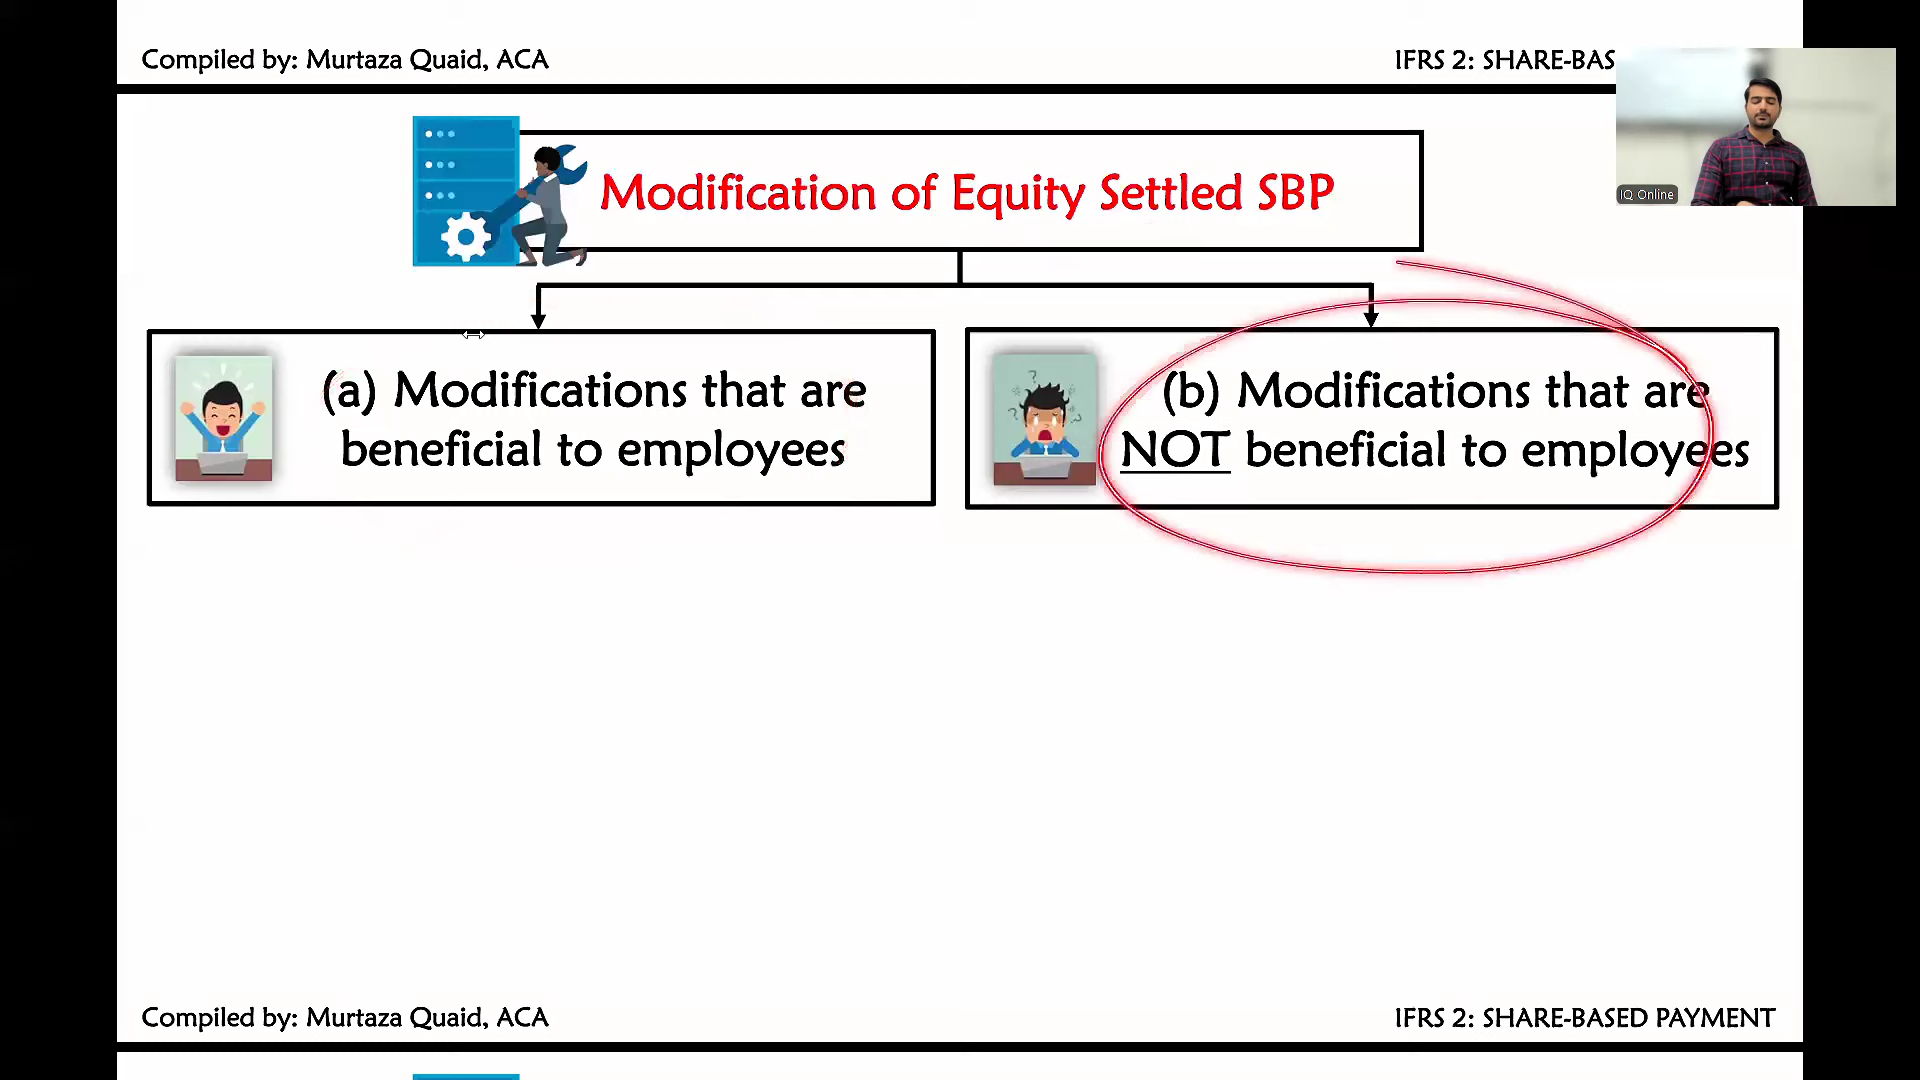 Compiled by: Murtaza Quaid, ACA
IFRS 2: SHARE-BAS
IQ Online
Modification of Equity Settled SBP
(a) Modifications that are
beneficial to employees
(b) Modifications that are
NOT beneficial to employees
Compiled by: Murtaza Quaid, ACA
IFRS 2: SHARE-BASED PAYMENT